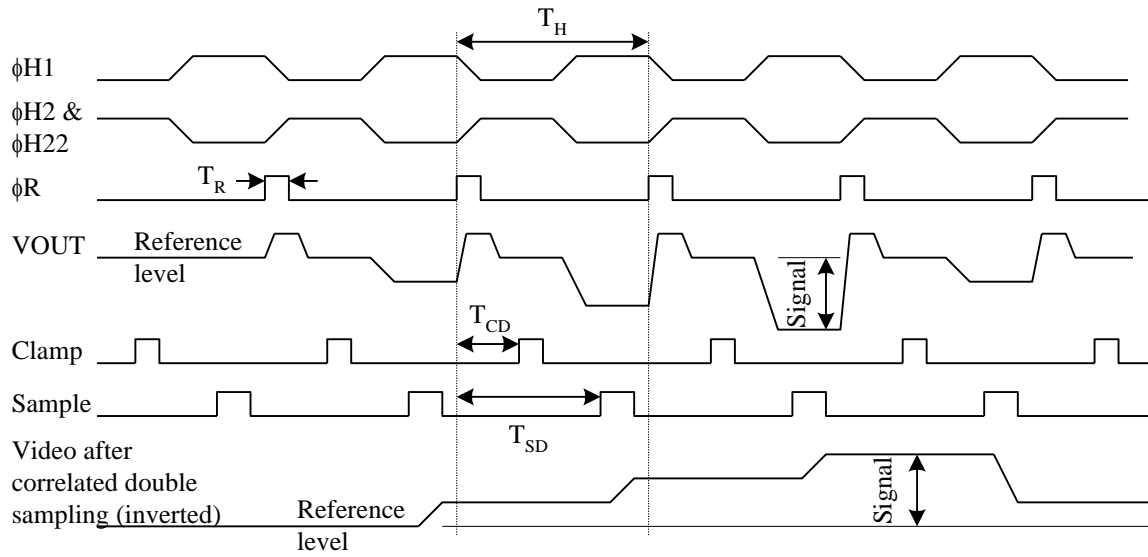 T_H
ϕH1
ϕH2 &
ϕH22
T_R
ϕR
VOUT
Reference
level
Signal
T_CD
Clamp
Sample
T_SD
Video after
correlated double
sampling (inverted)
Reference
level
Signal